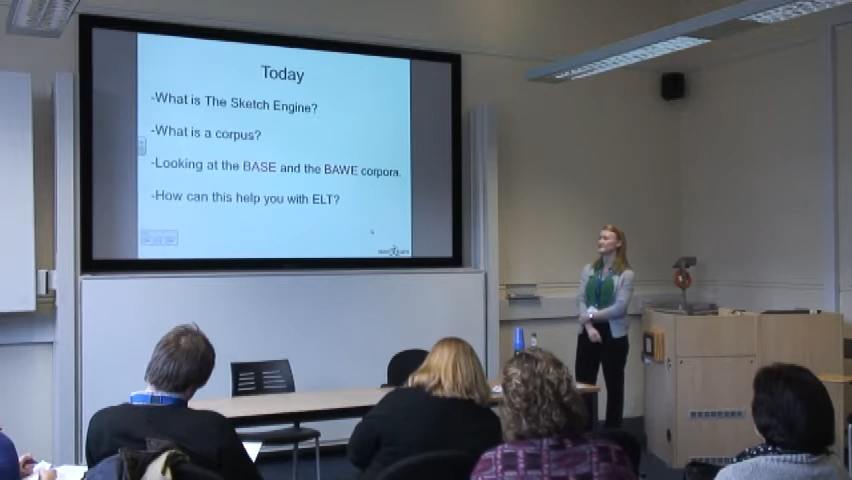 Today
-What is The Sketch Engine?
-What is a corpus?
-Looking at the BASE and the BAWE corpora.
-How can this help you with ELT?